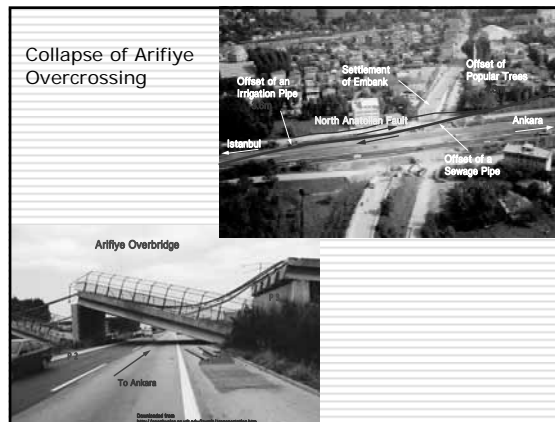 Collapse of Arifiye
Overcrossing
Offset of an
Irrigation Pipe
Settlement
of Embank
Offset of
Popular Trees
North Anatolian Fault
Ankara
Istanbul
Offset of a
Sewage Pipe
Arifiye Overbridge
P 2
To Ankara
Downloaded from